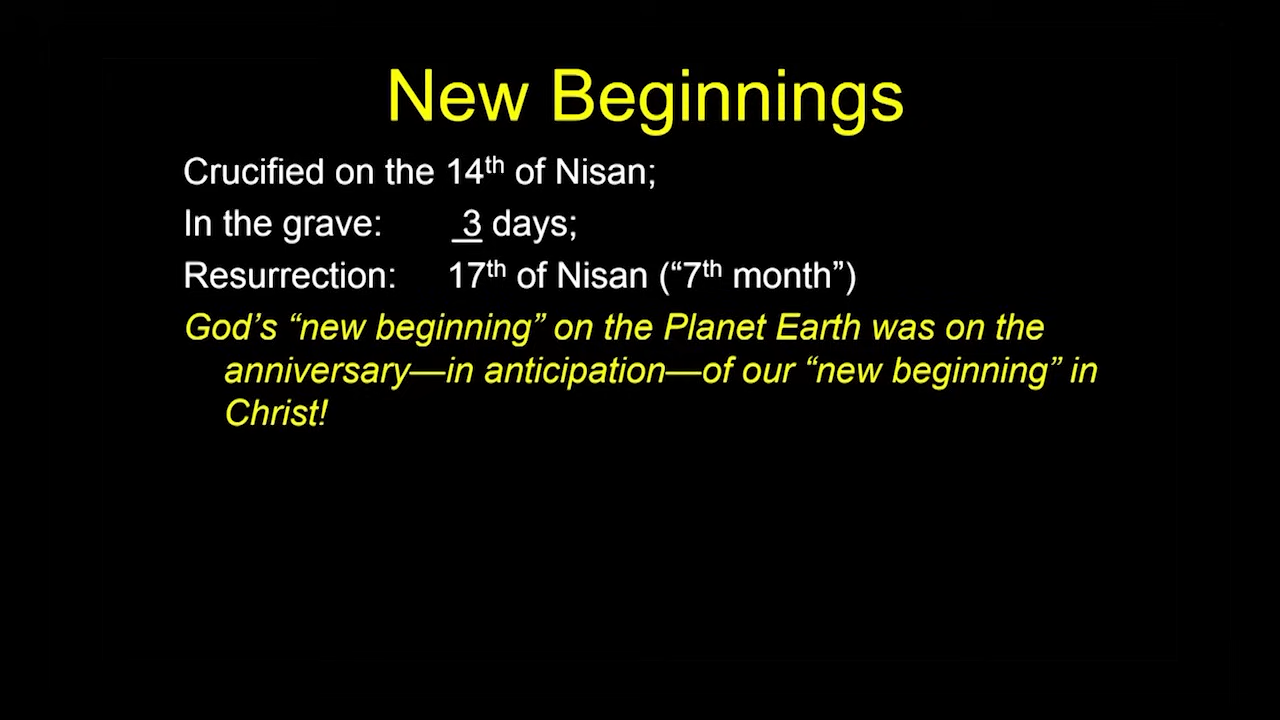 New Beginnings
Crucified on the 14th of Nisan;
In the grave: 3 days;
Resurrection: 17th of Nisan (“7th month”)
God’s “new beginning” on the Planet Earth was on the
anniversary—in anticipation—of our “new beginning” in
Christ!